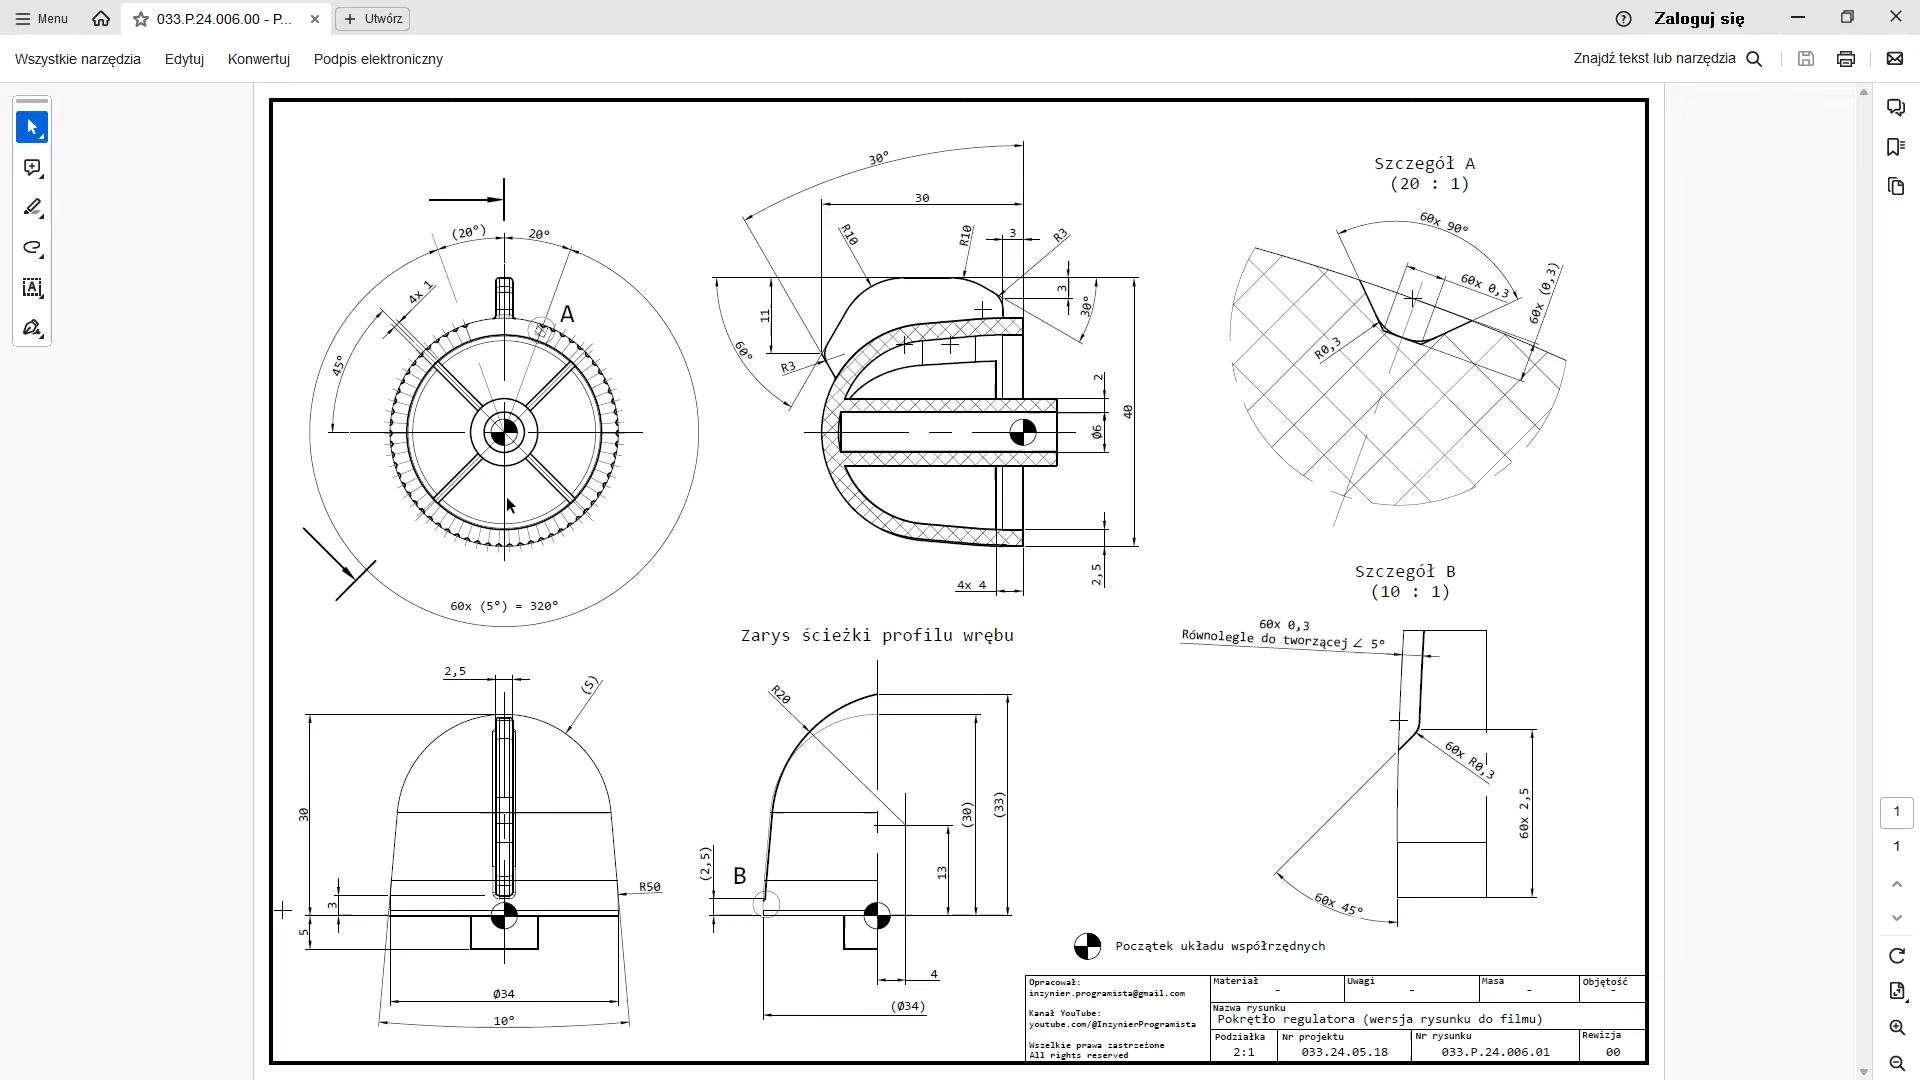 Menu
033.P.24.006.00 - P...
Utwórz
Zaloguj się
Wszystkie narzędzia
Edytuj
Konwertuj
Podpis elektroniczny
Znajdź tekst lub narzędzia
(20°)
20°
4x 1
A
45°
60x (5°) = 320°
30°
30
R10
R10
3
R3
3
30°
11
60°
R3
2
40
Ø6
4x 4
2,5
Szczegół A
(20 : 1)
60x 90°
60x 0,3
60x (0,3)
R0,3
Szczegół B
(10 : 1)
60x 0,3
Równolegle do tworzącej ∠ 5°
60x R0,3
60x 2,5
60x 45°
Zarys ścieżki profilu wrębu
2,5
(S)
30
3
5
R50
Ø34
10°
R20
(2,5)
B
13
(30)
(33)
4
(Ø34)
Początek układu współrzędnych
Opracował:
inzynier.programista@gmail.com
Kanał YouTube:
youtube.com/@InzynierProgramista
Wszelkie prawa zastrzeżone
All rights reserved
Materiał
-
Uwagi
-
Masa
-
Objętość
-
Nazwa rysunku
Pokrętło regulatora (wersja rysunku do filmu)
Podziałka
2:1
Nr projektu
033.24.05.18
Nr rysunku
033.P.24.006.01
Rewizja
00
1
1